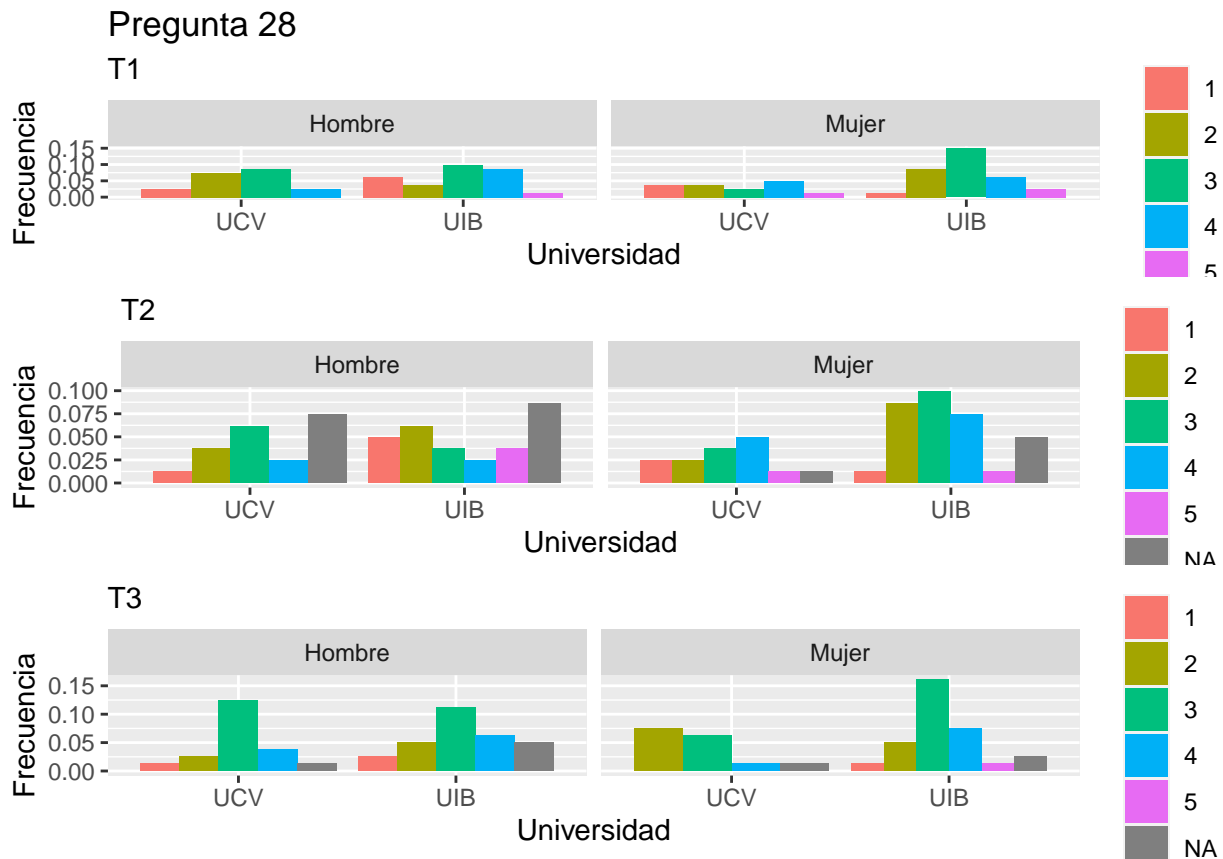 Pregunta 28
T1
Hombre Mujer
Frecuencia
0.15
0.10
0.05
0.00
UCV UIB UCV UIB
Universidad
1
2
3
4
5
T2
Hombre Mujer
Frecuencia
0.100
0.075
0.050
0.025
0.000
UCV UIB UCV UIB
Universidad
1
2
3
4
5
NA
T3
Hombre Mujer
Frecuencia
0.15
0.10
0.05
0.00
UCV UIB UCV UIB
Universidad
1
2
3
4
5
NA